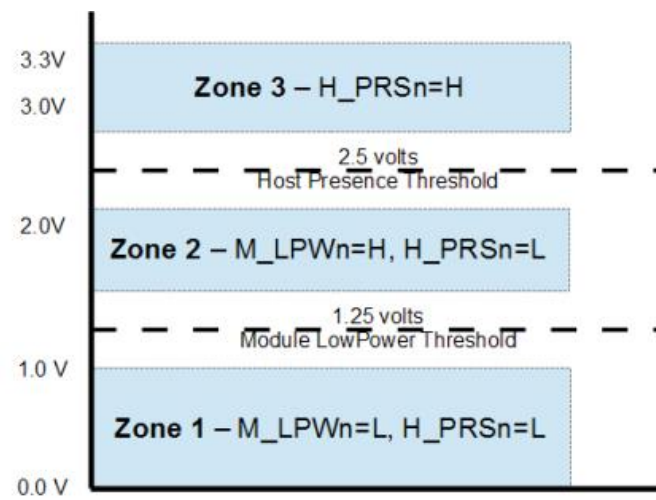 3.3V
Zone 3 – H_PRSn=H
3.0V
2.5 volts
Host Presence Threshold
2.0V
Zone 2 – M_LPWn=H, H_PRSn=L
1.25 volts
Module LowPower Threshold
1.0 V
Zone 1 – M_LPWn=L, H_PRSn=L
0.0 V